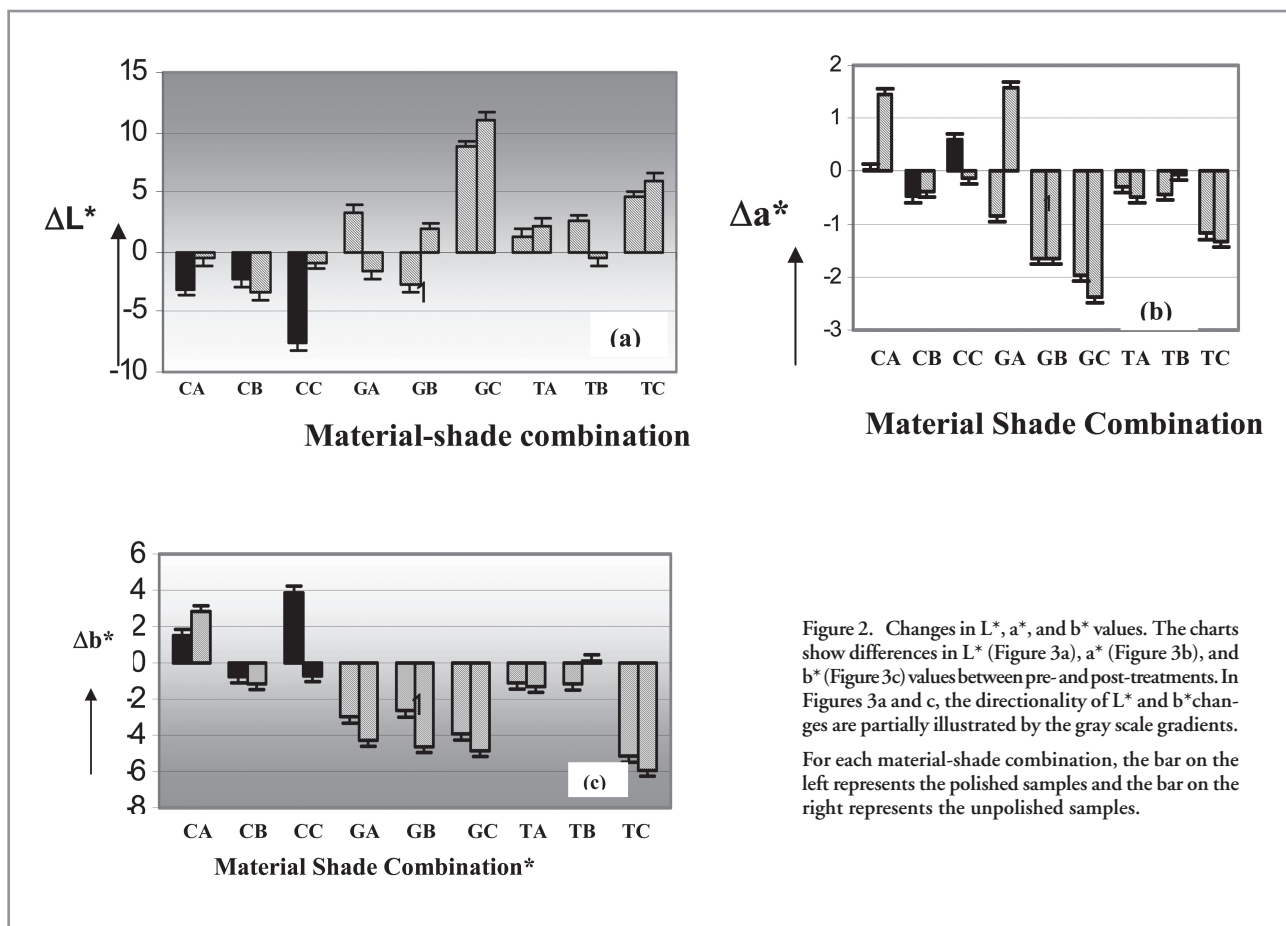 15
10
5
0
-5
-10
ΔL*
1
(a)
CA CB CC GA GB GC TA TB TC
Material-shade combination
2
1
0
-1
-2
-3
Δa*
1
(b)
CA CB CC GA GB GC TA TB TC
Material Shade Combination
6
4
2
0
-2
-4
-6
-8
Δb*
1
(c)
CA CB CC GA GB GC TA TB TC
Material Shade Combination*
Figure 2. Changes in L*, a*, and b* values. The charts
show differences in L* (Figure 3a), a* (Figure 3b), and
b* (Figure 3c) values between pre- and post-treatments. In
Figures 3a and c, the directionality of L* and b*chan-
ges are partially illustrated by the gray scale gradients.
For each material-shade combination, the bar on the
left represents the polished samples and the bar on the
right represents the unpolished samples.